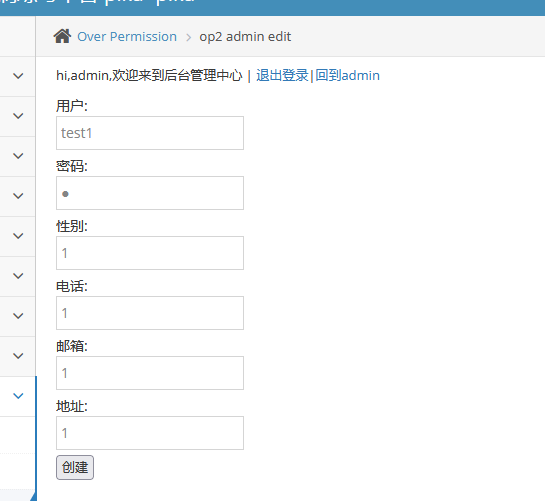 Over Permission > op2 admin edit
hi,admin,欢迎来到后台管理中心 | 退出登录|回到admin
用户:
test1
密码:
●
性别:
1
电话:
1
邮箱:
1
地址:
1
创建